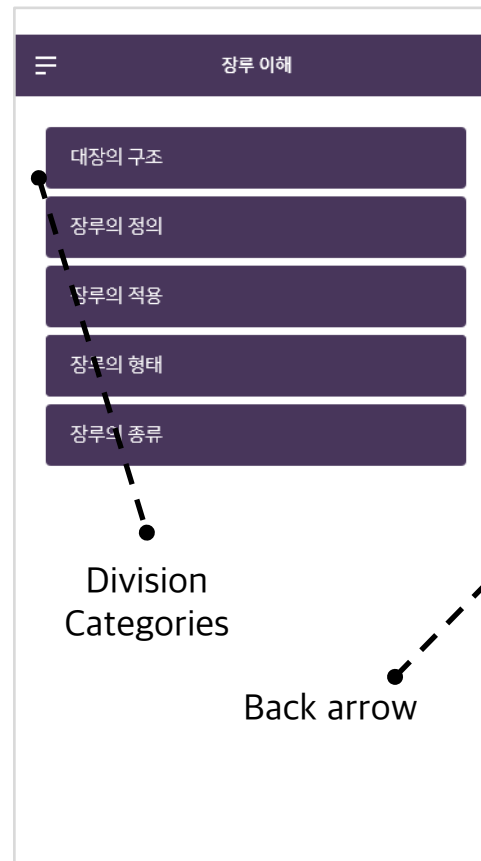 장루 이해
대장의 구조
장루의 정의
장루의 적용
장루의 형태
장루의 종류
Division
Categories
Back arrow